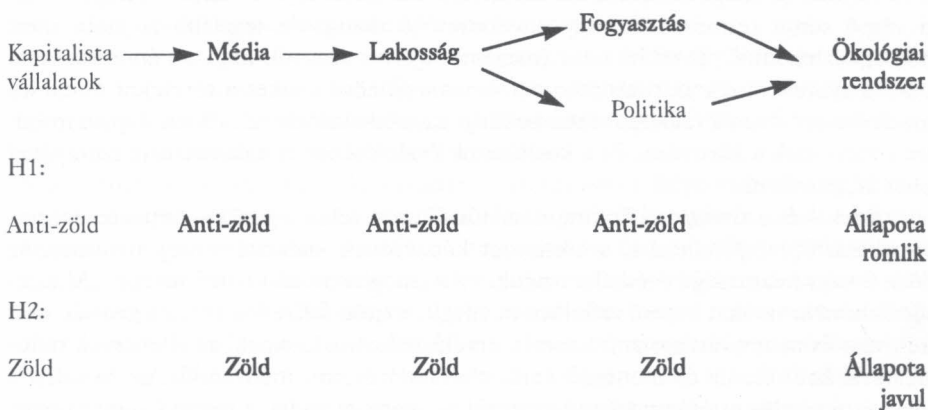 Fogyasztás
Kapitalista Média Lakosság Ökológiai
vállalatok rendszer
Politika
H1:
Anti-zöld Anti-zöld Anti-zöld Anti-zöld Állapota
romlik
H2:
Zöld Zöld Zöld Zöld Állapota
javul